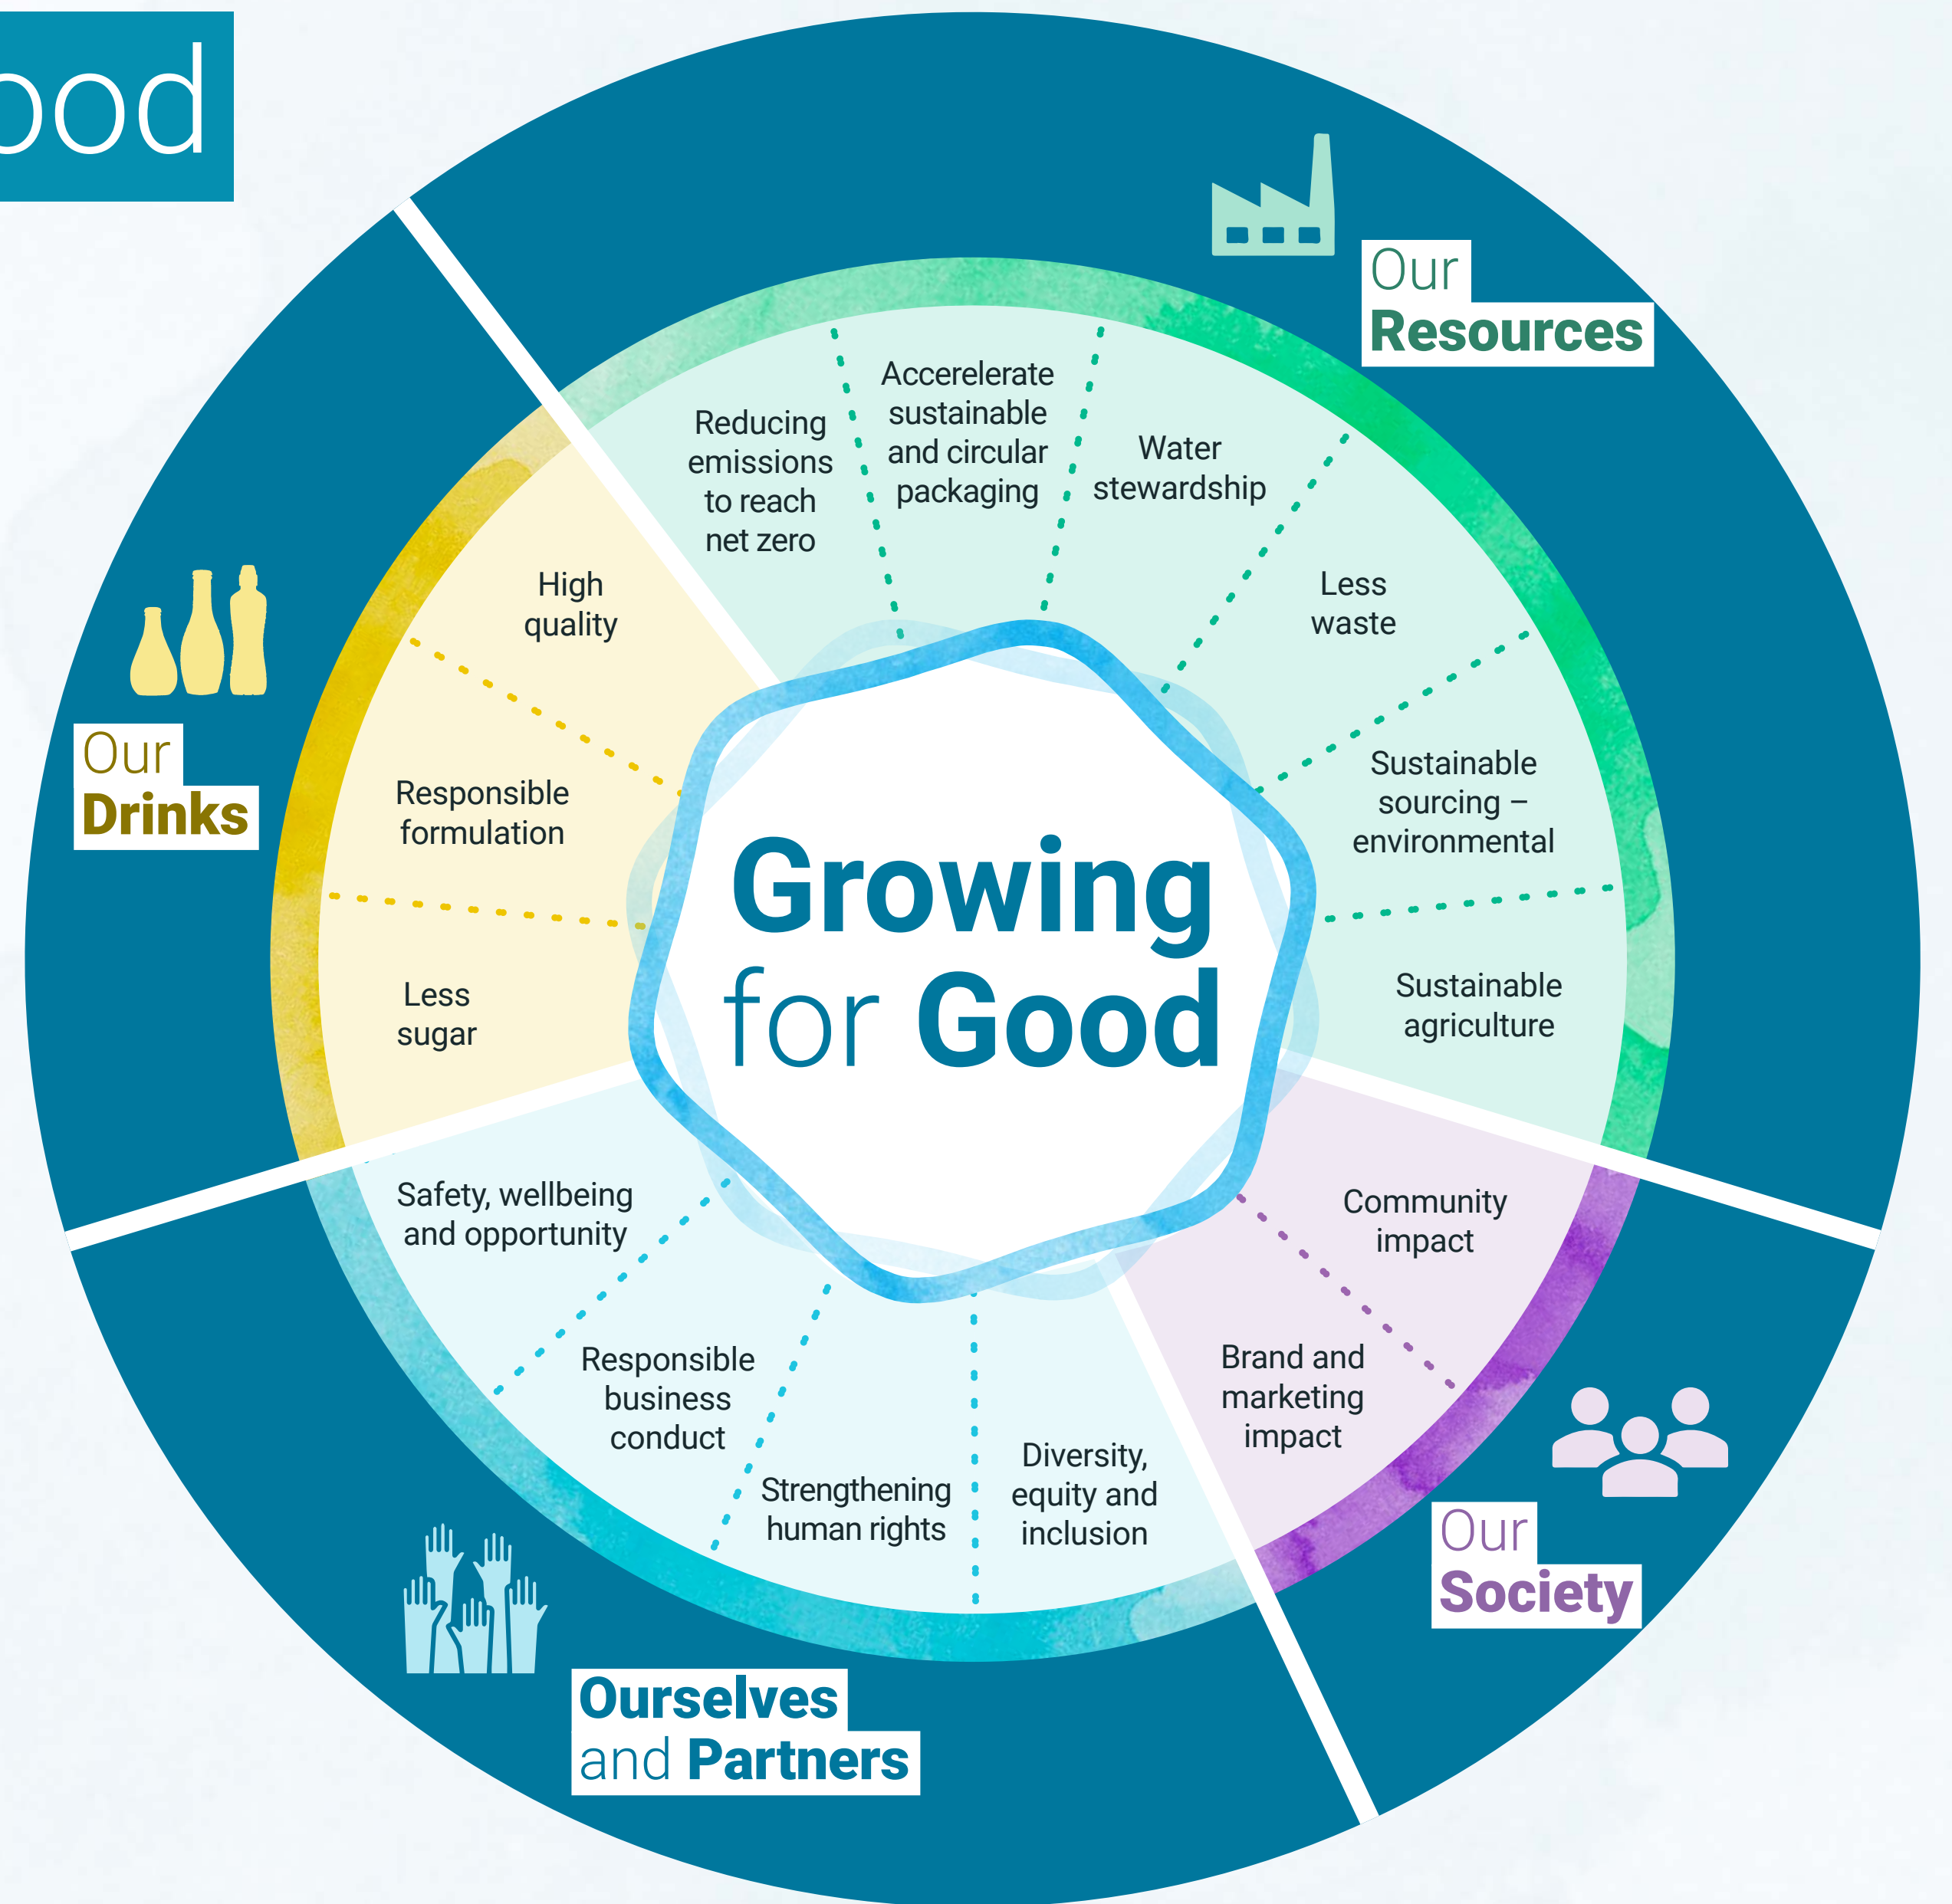 ood
Our
Resources
Reducing
emissions
to reach
net zero
Accerelerate
sustainable
and circular
packaging
Water
stewardship
Less
waste
Sustainable
sourcing –
environmental
Sustainable
agriculture
High
quality
Responsible
formulation
Less
sugar
Our
Drinks
Growing
for Good
Safety, wellbeing
and opportunity
Responsible
business
conduct
Strengthening
human rights
Diversity,
equity and
inclusion
Community
impact
Brand and
marketing
impact
Our
Society
Ourselves
and Partners